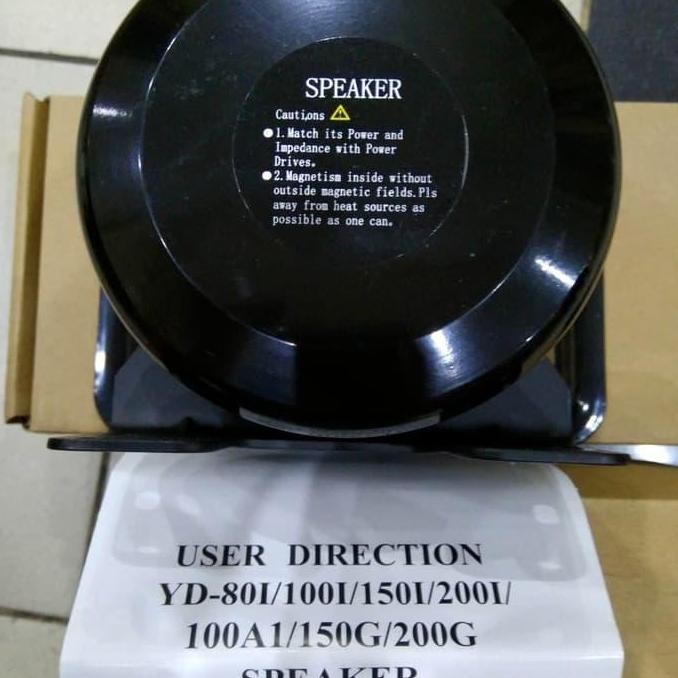 SPEAKER
Cautions
1. Match its Power and
Impedance with Power
Drives.
2. Magnetism inside without
outside magnetic fields. Pls
away from heat sources as
possible as one can.
USER DIRECTION
YD-80I/100I/150I/200I/
100A1/150G/200G
SPEAKER